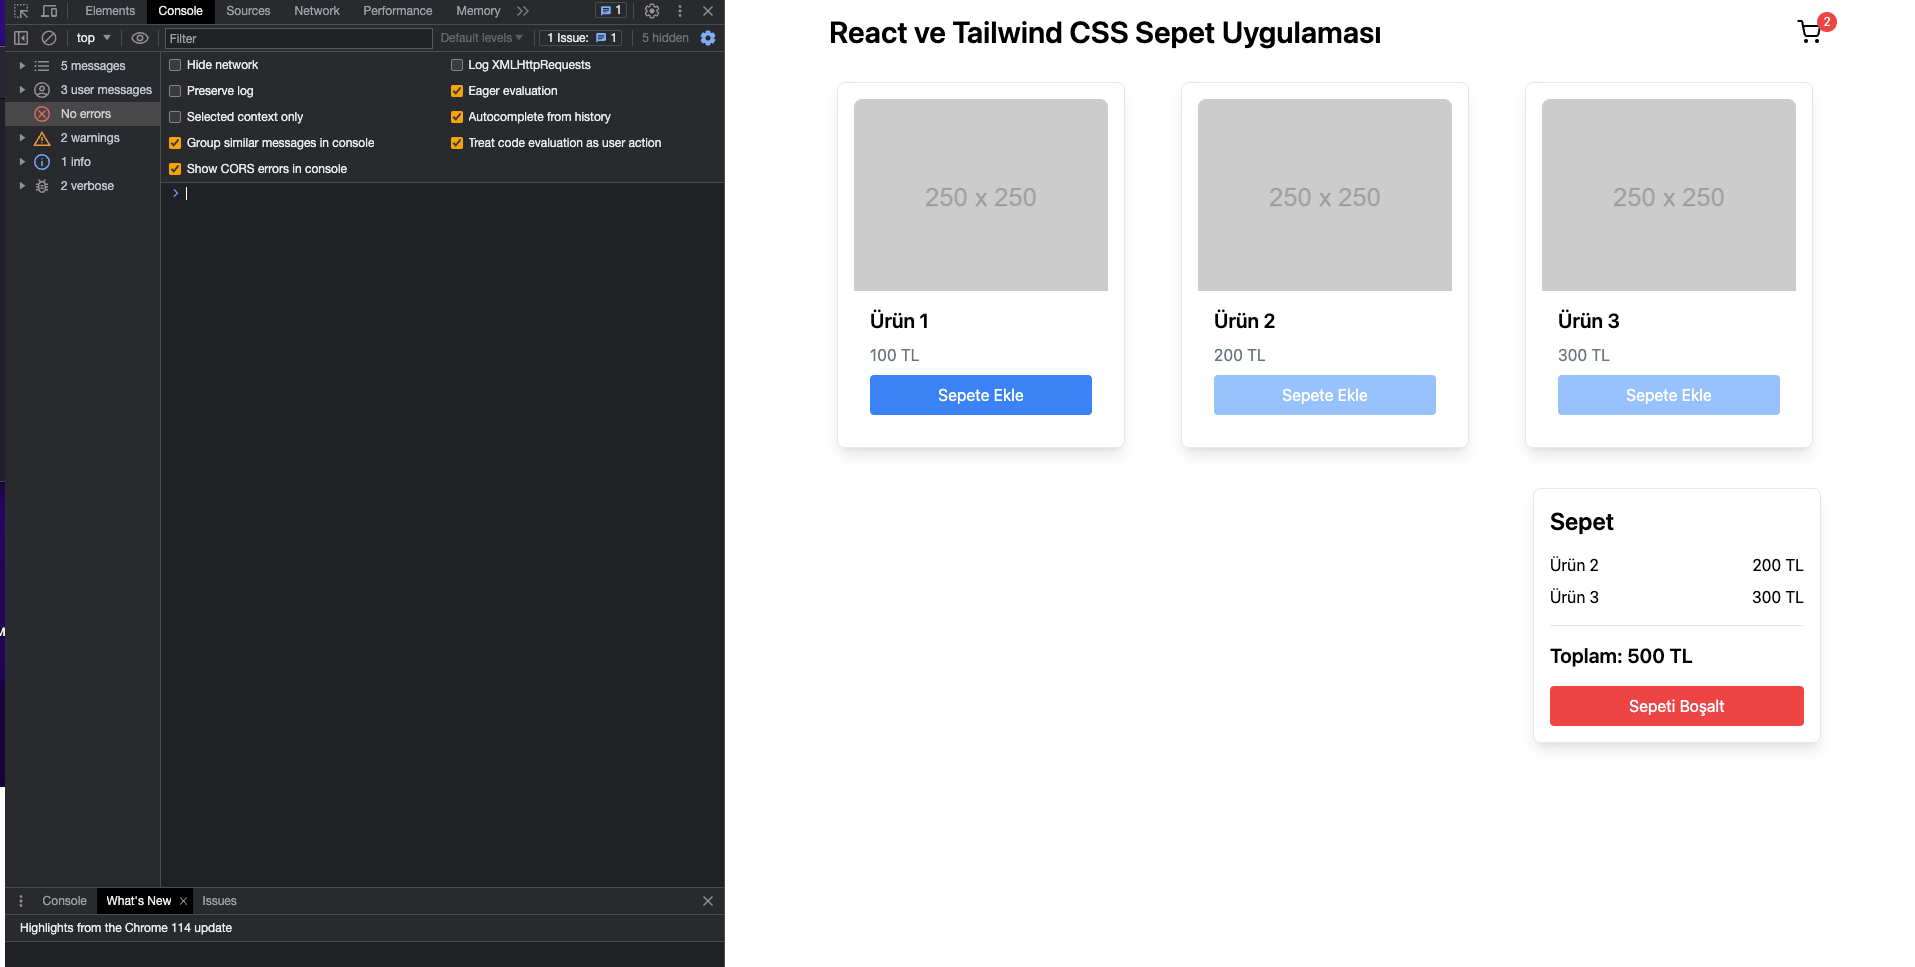 Elements Console Sources Network Performance Memory 1
top Filter Default levels 1 Issue: 1 5 hidden
5 messages
3 user messages
No errors
2 warnings
1 info
2 verbose
Hide network Log XMLHttpRequests
Preserve log Eager evaluation
Selected context only Autocomplete from history
Group similar messages in console Treat code evaluation as user action
Show CORS errors in console
Console What's New Issues
Highlights from the Chrome 114 update
M
React ve Tailwind CSS Sepet Uygulaması
2
250 x 250
Ürün 1
100 TL
Sepete Ekle
250 x 250
Ürün 2
200 TL
Sepete Ekle
250 x 250
Ürün 3
300 TL
Sepete Ekle
Sepet
Ürün 2 200 TL
Ürün 3 300 TL
Toplam: 500 TL
Sepeti Boşalt